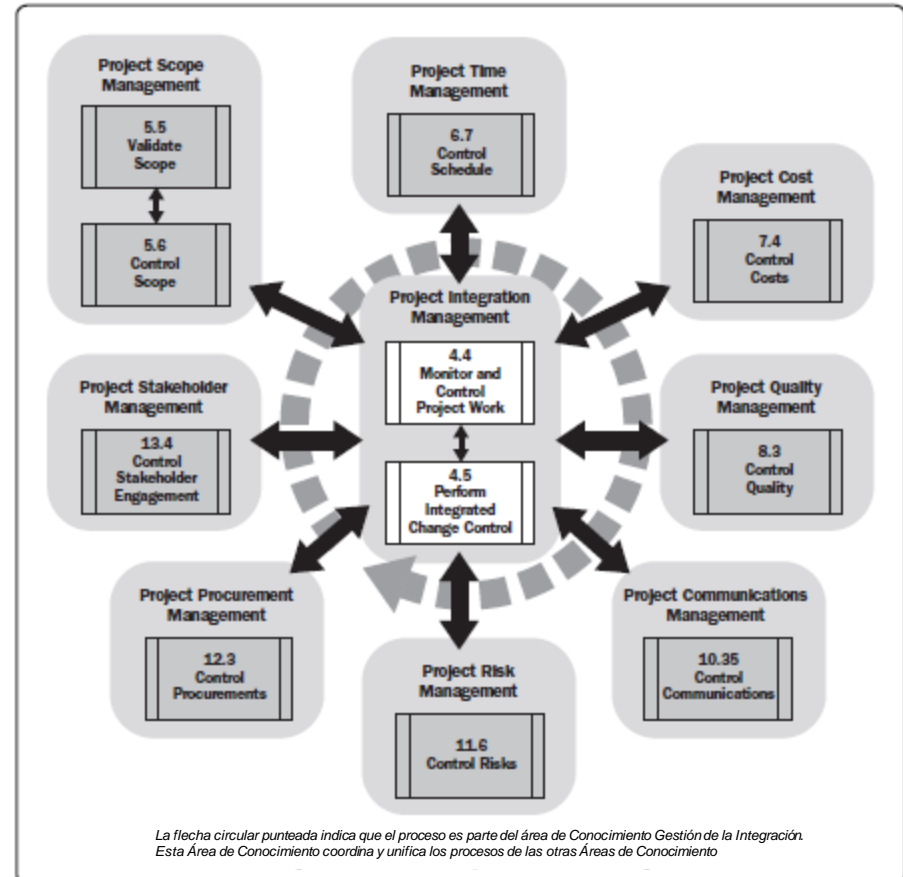 Project Scope
Management
5.5
Validate
Scope
5.6
Control
Scope
Project Time
Management
6.7
Control
Schedule
Project Cost
Management
7.4
Control
Costs
Project Integration
Management
4.4
Monitor and
Control
Project Work
4.5
Perform
Integrated
Change Control
Project Stakeholder
Management
13.4
Control
Stakeholder
Engagement
Project Quality
Management
8.3
Control
Quality
Project Procurement
Management
12.3
Control
Procurements
Project Risk
Management
11.6
Control Risks
Project Communications
Management
10.35
Control
Communications
La flecha circular punteada indica que el proceso es parte del área de Conocimiento Gestión de la Integración.
Esta Área de Conocimiento coordina y unifica los procesos de las otras Áreas de Conocimiento